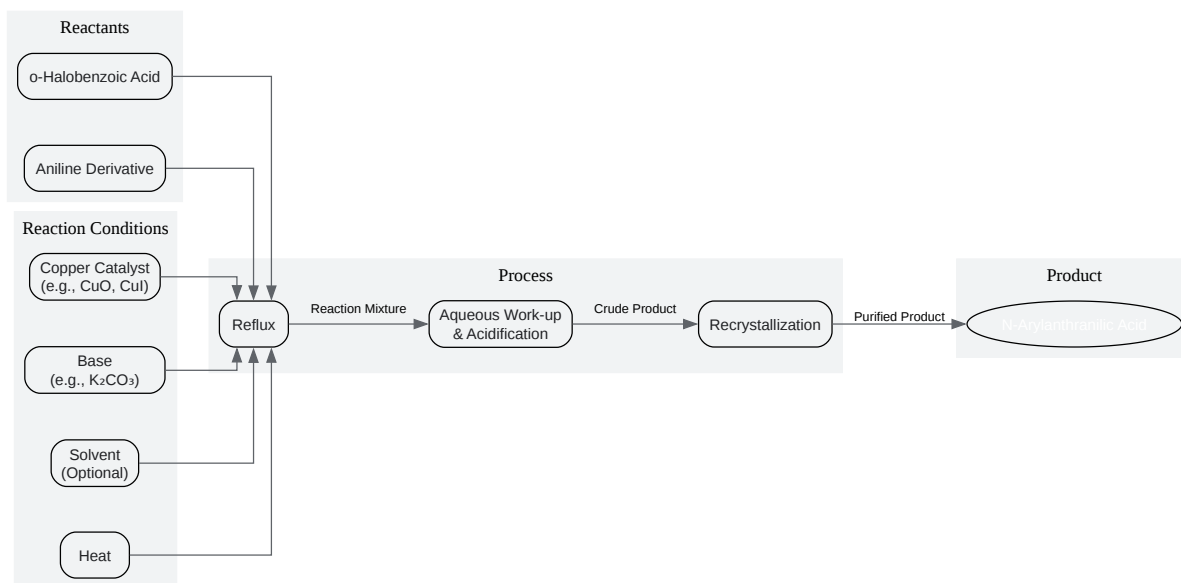 Reactants
o-Halobenzoic Acid
Aniline Derivative
Reaction Conditions
Copper Catalyst
(e.g., CuO, CuI)
Base
(e.g., K₂CO₃)
Solvent
(Optional)
Heat
Process
Reflux
Reaction Mixture
Aqueous Work-up
& Acidification
Crude Product
Recrystallization
Purified Product
Product
N-Arylanthranilic Acid